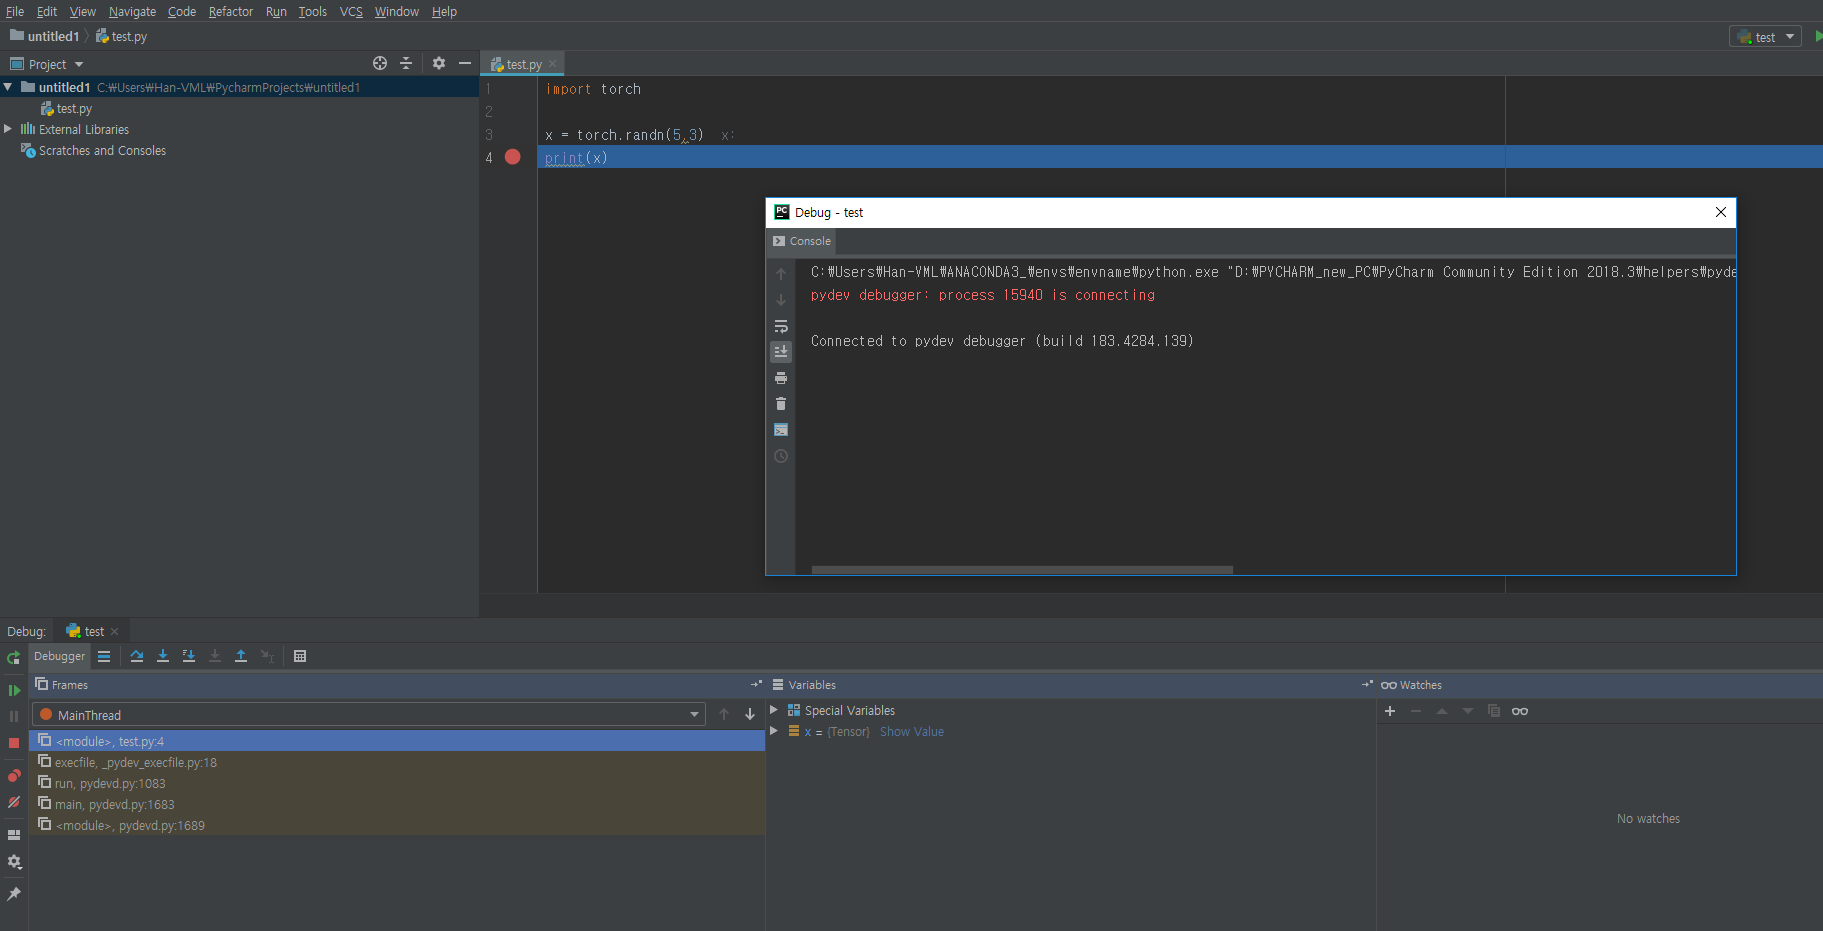 File Edit View Navigate Code Refactor Run Tools VCS Window Help
untitled1 test.py
test
Project
test.py
untitled1 C:₩Users₩Han-VML₩PycharmProjects₩untitled1
test.py
External Libraries
Scratches and Consoles
1 import torch
2
3 x = torch.randn(5,3) x:
4 print(x)
PC Debug - test
Console
C:₩Users₩Han-VML₩ANACONDA3_₩envs₩envname₩python.exe "D:₩PYCHARM_new_PC₩PyCharm Community Edition 2018.3₩helpers₩pyde
pydev debugger: process 15940 is connecting
Connected to pydev debugger (build 183.4284.139)
Debug: test
Debugger
Frames
MainThread
<module>, test.py:4
execfile, _pydev_execfile.py:18
run, pydevd.py:1083
main, pydevd.py:1683
<module>, pydevd.py:1689
Variables
Special Variables
x = {Tensor} Show Value
Watches
No watches